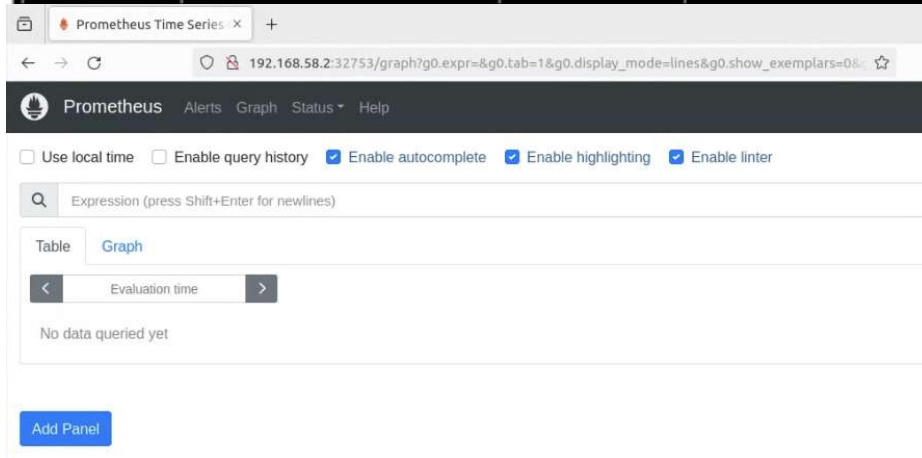 Prometheus Time Series
192.168.58.2:32753/graph?g0.expr=&g0.tab=1&g0.display_mode=lines&g0.show_exemplars=0&
Prometheus Alerts Graph Status Help
Use local time Enable query history Enable autocomplete Enable highlighting Enable linter
Expression (press Shift+Enter for newlines)
Table Graph
Evaluation time
No data queried yet
Add Panel